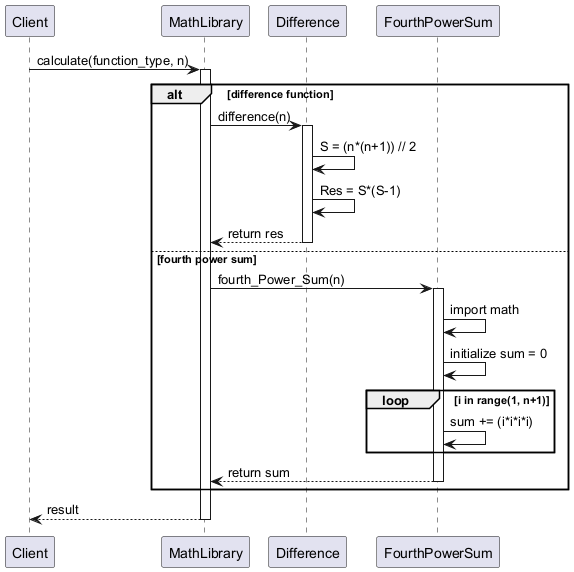 Client MathLibrary Difference FourthPowerSum
calculate(function_type, n)
alt [difference function]
difference(n)
S = (n*(n+1)) // 2
Res = S*(S-1)
return res
[fourth power sum]
fourth_Power_Sum(n)
import math
initialize sum = 0
loop [i in range(1, n+1)]
sum += (i*i*i*i)
return sum
result
Client MathLibrary Difference FourthPowerSum